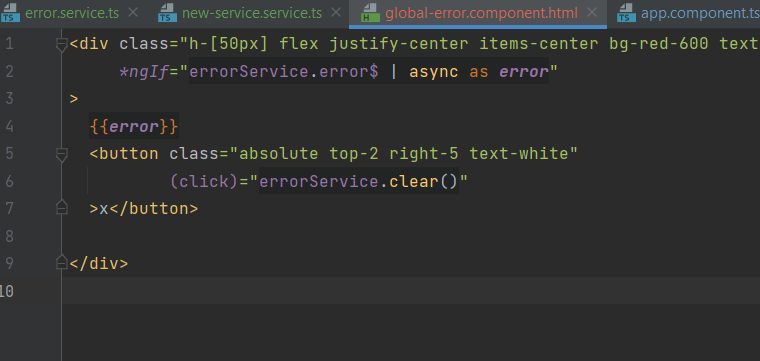 error.service.ts × new-service.service.ts × global-error.component.html × app.component.ts
1 <div class="h-[50px] flex justify-center items-center bg-red-600 text
2 *ngIf="errorService.error$ | async as error"
3 >
4 {{error}}
5 <button class="absolute top-2 right-5 text-white"
6 (click)="errorService.clear()"
7 >x</button>
8
9 </div>
10